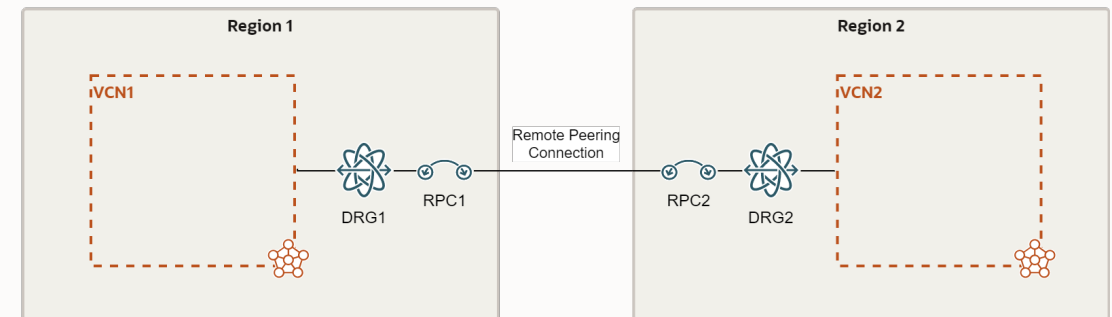 Region 1
Region 2
VCN1
VCN2
Remote Peering
Connection
DRG1
RPC1
RPC2
DRG2